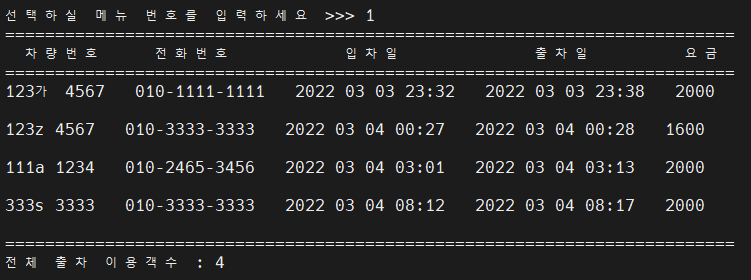 선택하실 메뉴 번호를 입력하세요 >>> 1
=========================================================================
차량번호 전화번호 입차일 출차일 요금
=========================================================================
123가 4567 010-1111-1111 2022 03 03 23:32 2022 03 03 23:38 2000
123z 4567 010-3333-3333 2022 03 04 00:27 2022 03 04 00:28 1600
111a 1234 010-2465-3456 2022 03 04 03:01 2022 03 04 03:13 2000
333s 3333 010-3333-3333 2022 03 04 08:12 2022 03 04 08:17 2000
=========================================================================
전체 출차 이용객수 : 4